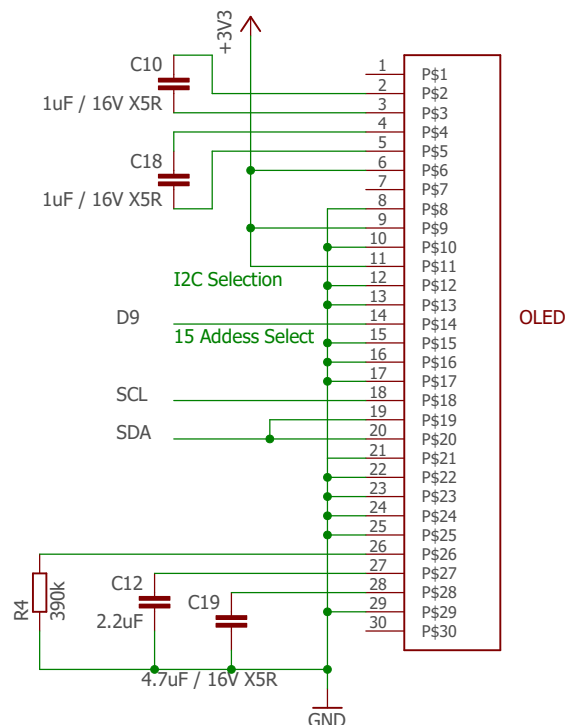 +3V3
C10
1uF / 16V X5R
C18
1uF / 16V X5R
I2C Selection
D9
15 Addess Select
SCL
SDA
R4
390k
C12
2.2uF
C19
4.7uF / 16V X5R
GND
OLED
1 P$1
2 P$2
3 P$3
4 P$4
5 P$5
6 P$6
7 P$7
8 P$8
9 P$9
10 P$10
11 P$11
12 P$12
13 P$13
14 P$14
15 P$15
16 P$16
17 P$17
18 P$18
19 P$19
20 P$20
21 P$21
22 P$22
23 P$23
24 P$24
25 P$25
26 P$26
27 P$27
28 P$28
29 P$29
30 P$30